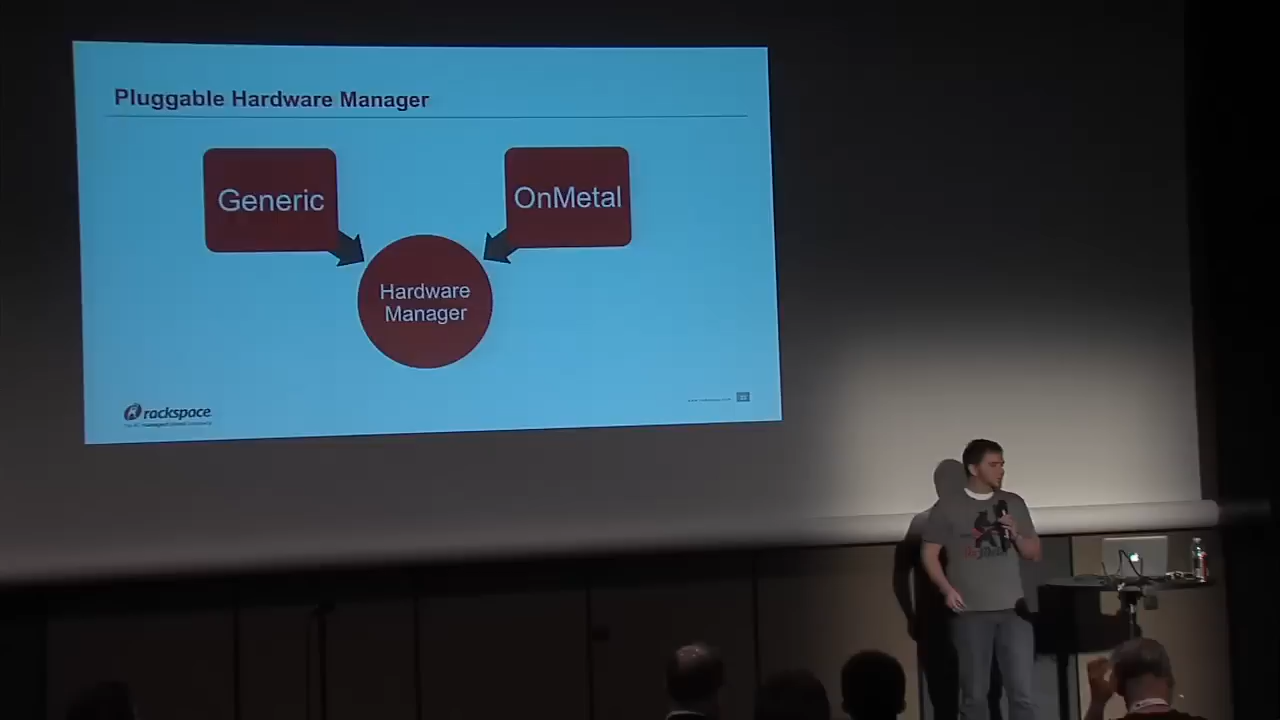 Pluggable Hardware Manager
Generic
OnMetal
Hardware
Manager
rackspace